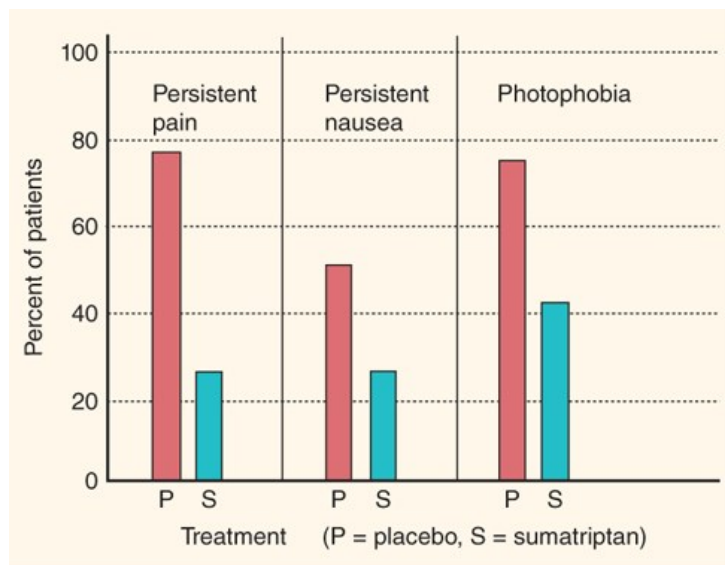 100
80
60
40
20
0
Percent of patients
Persistent
pain
Persistent
nausea
Photophobia
P S
P S
P S
Treatment (P = placebo, S = sumatriptan)